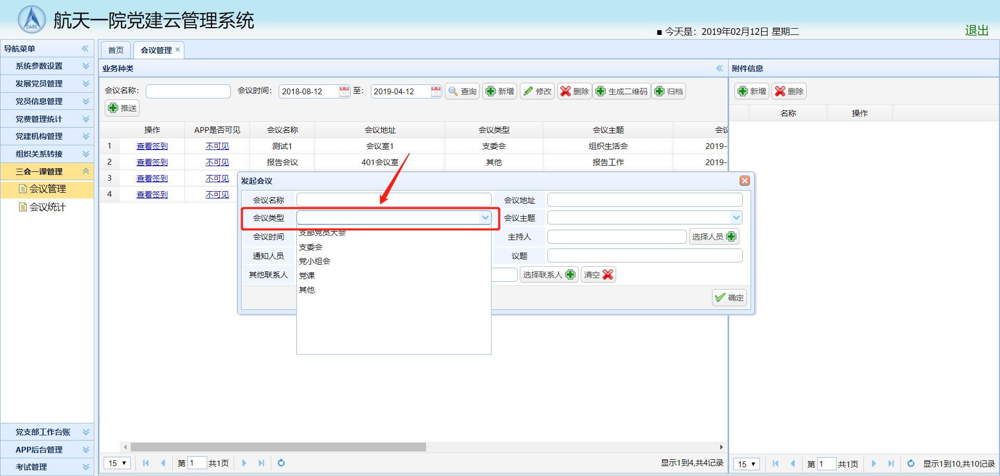 CASC
航天一院党建云管理系统
■ 今天是：2019年02月12日 星期二
退出
导航菜单
系统参数设置
发展党员管理
党员信息管理
党费管理统计
党建机构管理
组织关系转接
三会一课管理
会议管理
会议统计
党支部工作台账
APP后台管理
考试管理
首页
会议管理
业务种类
会议名称：
会议时间： 2018-08-12 至： 2019-04-12
查询 新增 修改 删除 生成二维码 归档
推送
操作 APP是否可见 会议名称 会议地址 会议类型 会议主题 会议
1 查看签到 不可见 测试1 会议室1 支委会 组织生活会 2019-
2 查看签到 不可见 报告会议 401会议室 其他 报告工作 2019-
3 查看签到 不可见
4 查看签到 不可见
发起会议
会议名称 会议地址
会议类型 会议主题
会议时间 主持人 选择人员
通知人员 议题
其他联系人 选择联系人 清空
支部党员大会
支委会
党小组会
党课
其他
确定
15 第 1 共1页 显示1到4,共4记录
附件信息
新增 删除
名称 操作
15 第 1 共1页 显示1到10,共10记录